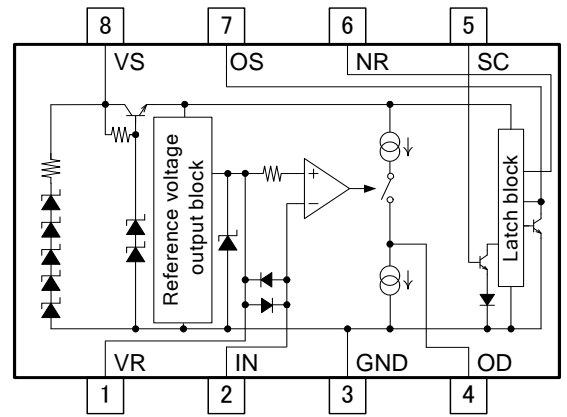 8 7 6 5
VS OS NR SC
Reference voltage
output block
+
−
Latch block
VR IN GND OD
1 2 3 4